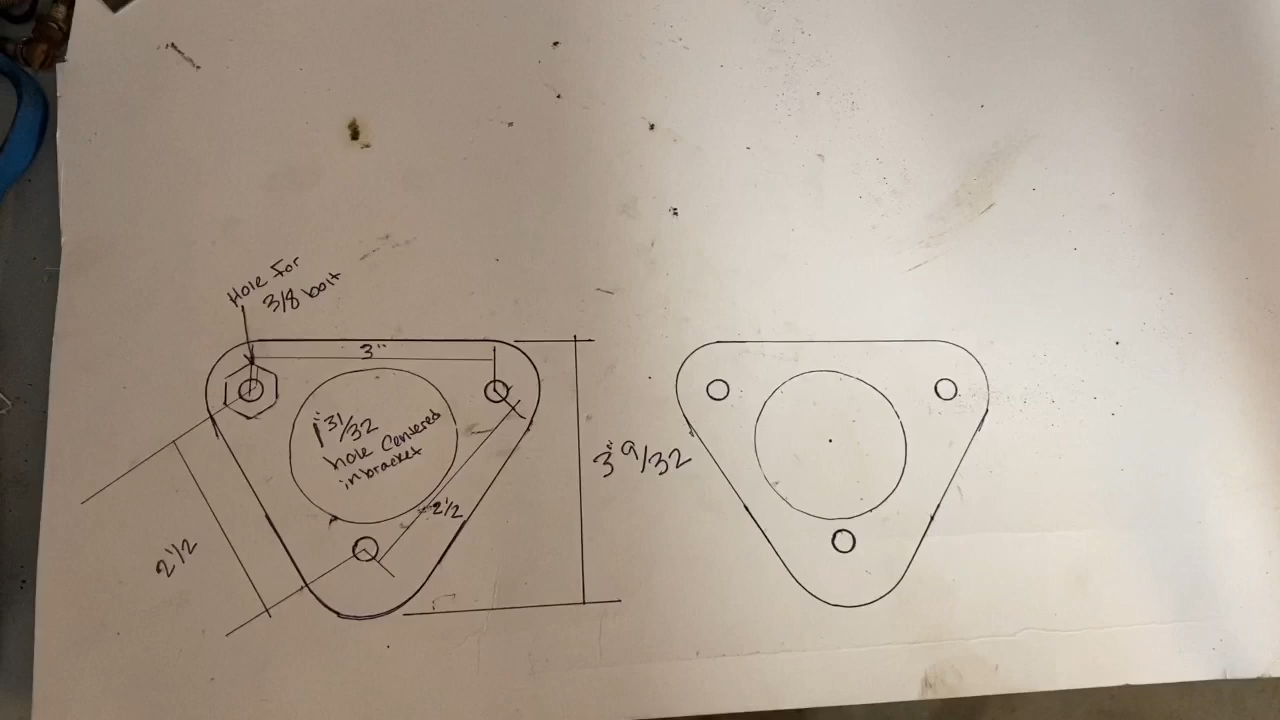 Hole For
3/8 bolt
3"
1" 31/32
hole Centered
in bracket
2 1/2
2 1/2
3" 9/32